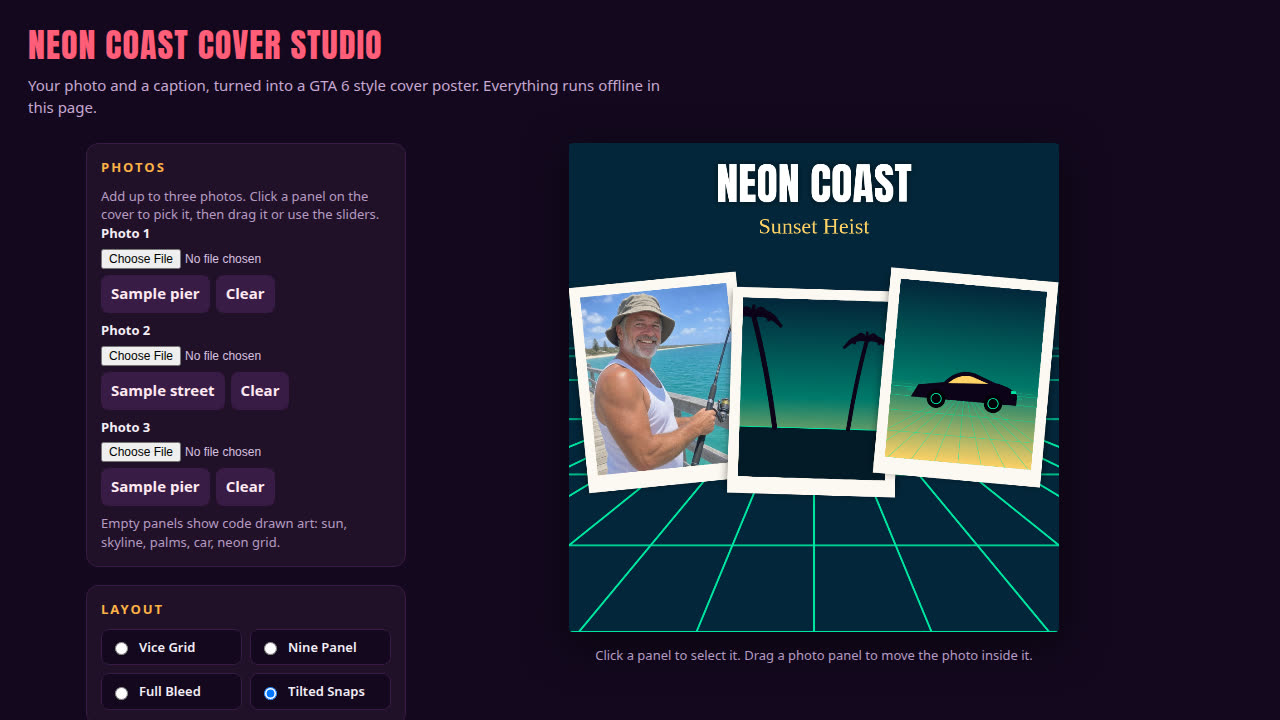 NEON COAST COVER STUDIO
Your photo and a caption, turned into a GTA 6 style cover poster. Everything runs offline in
this page.
PHOTOS
Add up to three photos. Click a panel on the
cover to pick it, then drag it or use the sliders.
Photo 1
Choose File No file chosen
Sample pier Clear
Photo 2
Choose File No file chosen
Sample street Clear
Photo 3
Choose File No file chosen
Sample pier Clear
Empty panels show code drawn art: sun,
skyline, palms, car, neon grid.
LAYOUT
Vice Grid Nine Panel
Full Bleed Tilted Snaps
NEON COAST
Sunset Heist
Click a panel to select it. Drag a photo panel to move the photo inside it.